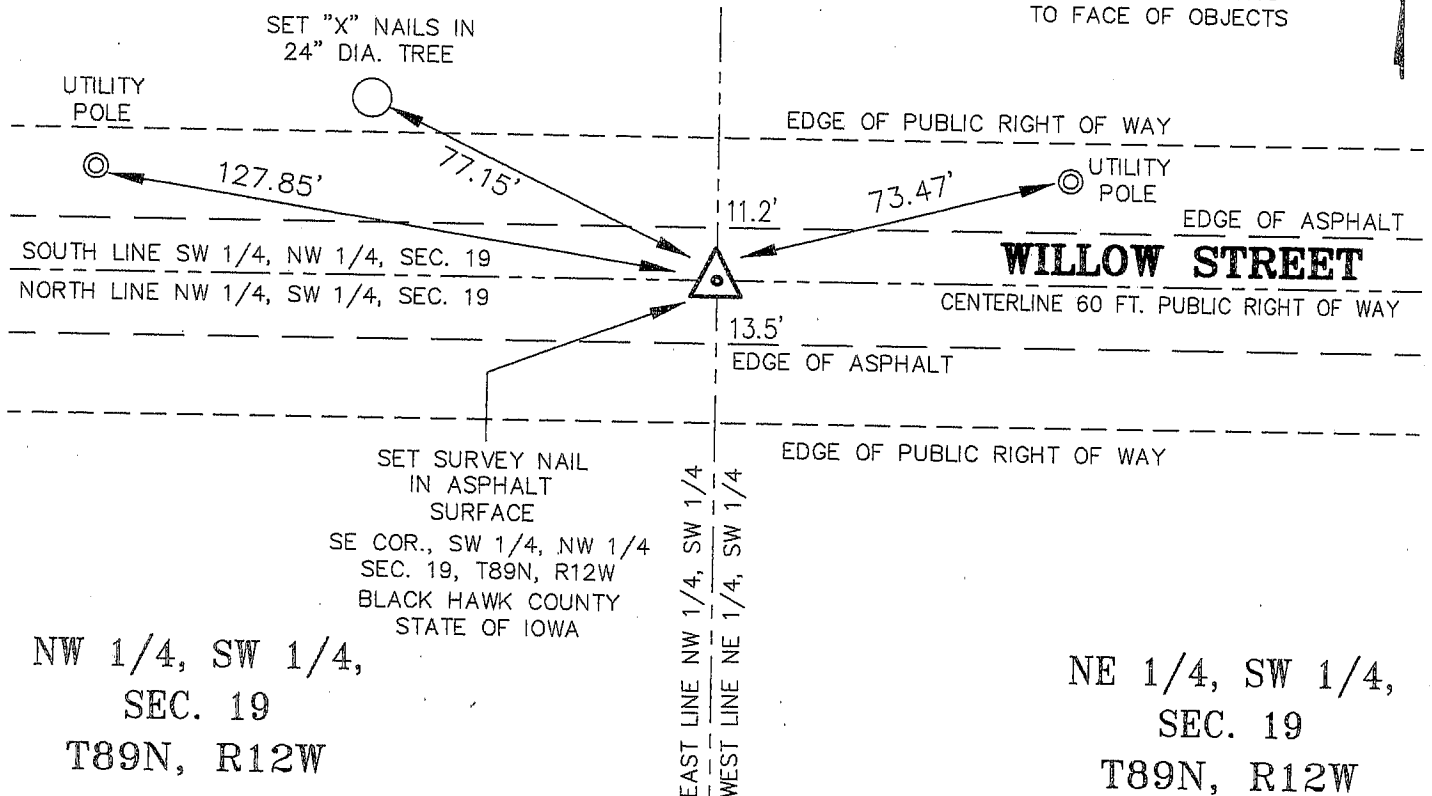 TO FACE OF OBJECTS
SET "X" NAILS IN
24" DIA. TREE
UTILITY
POLE
EDGE OF PUBLIC RIGHT OF WAY
127.85'
77.15'
73.47'
UTILITY
POLE
11.2'
EDGE OF ASPHALT
SOUTH LINE SW 1/4, NW 1/4, SEC. 19
WILLOW STREET
NORTH LINE NW 1/4, SW 1/4, SEC. 19
CENTERLINE 60 FT. PUBLIC RIGHT OF WAY
13.5'
EDGE OF ASPHALT
EDGE OF PUBLIC RIGHT OF WAY
SET SURVEY NAIL
IN ASPHALT
SURFACE
SE COR., SW 1/4, NW 1/4
SEC. 19, T89N, R12W
BLACK HAWK COUNTY
STATE OF IOWA
EAST LINE NW 1/4, SW 1/4
WEST LINE NE 1/4, SW 1/4
NW 1/4, SW 1/4,
SEC. 19
T89N, R12W
NE 1/4, SW 1/4,
SEC. 19
T89N, R12W